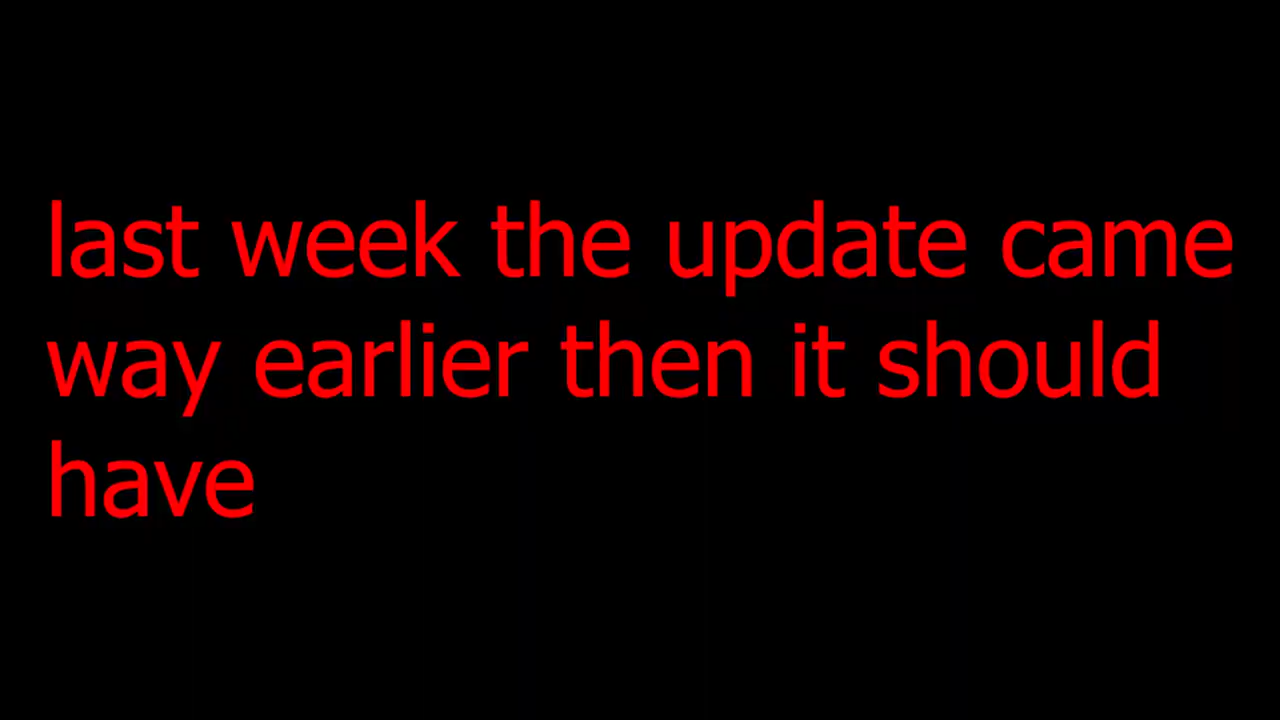 last week the update came
way earlier then it should
have